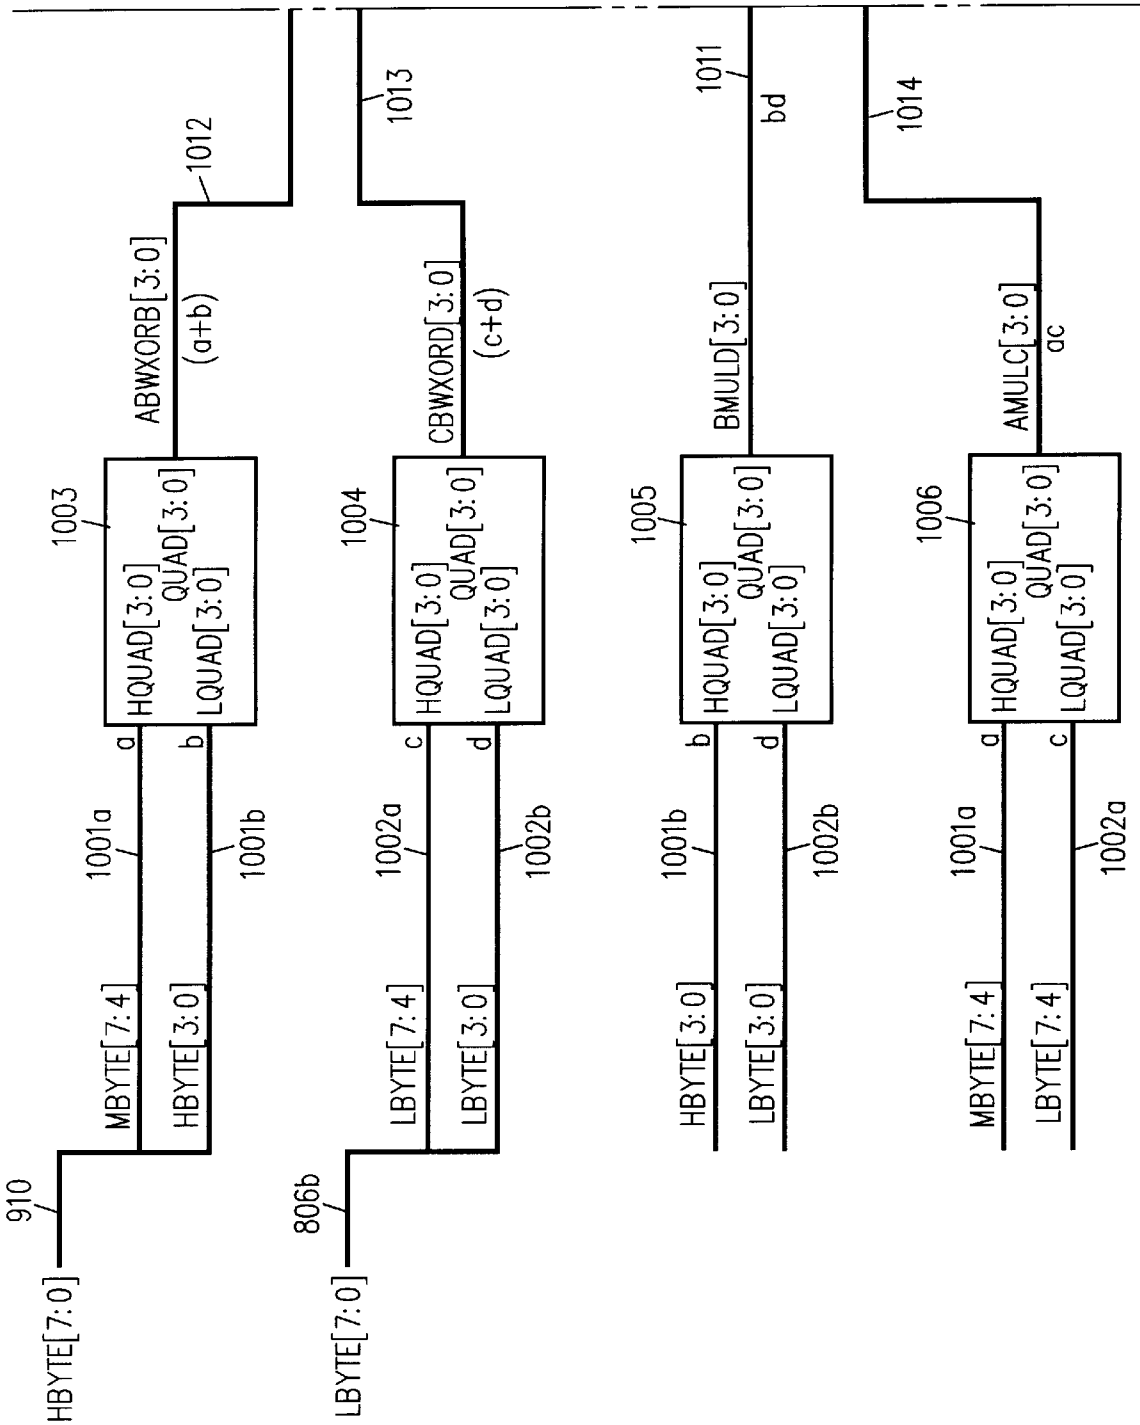 HBYTE[7:0]
910
MBYTE[7:4]
1001a
a
HBYTE[3:0]
1001b
b
1003
HQUAD[3:0]
QUAD[3:0]
LQUAD[3:0]
ABWXORB[3:0]
(a+b)
1012
LBYTE[7:0]
806b
LBYTE[7:4]
1002a
c
LBYTE[3:0]
1002b
d
1004
HQUAD[3:0]
QUAD[3:0]
LQUAD[3:0]
CBWXORD[3:0]
(c+d)
1013
HBYTE[3:0]
1001b
b
LBYTE[3:0]
1002b
d
1005
HQUAD[3:0]
QUAD[3:0]
LQUAD[3:0]
BMULD[3:0]
1011
bd
MBYTE[7:4]
1001a
a
LBYTE[7:4]
1002a
c
1006
HQUAD[3:0]
QUAD[3:0]
LQUAD[3:0]
AMULC[3:0]
ac
1014